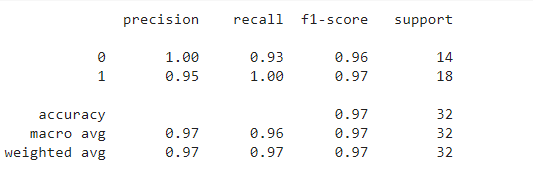 precision recall f1-score support
0 1.00 0.93 0.96 14
1 0.95 1.00 0.97 18
accuracy 0.97 32
macro avg 0.97 0.96 0.97 32
weighted avg 0.97 0.97 0.97 32